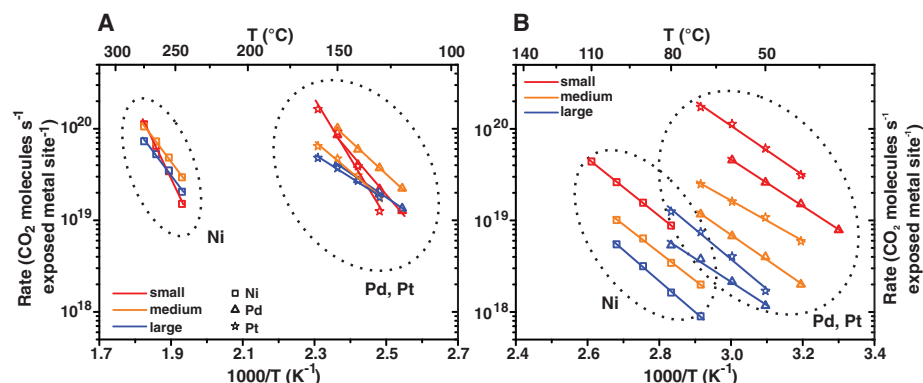 A
T (°C)
300 250 200 150 100
Rate (CO2 molecules s-1
exposed metal site-1)
10^20
10^19
10^18
Ni
Pd, Pt
small
medium
large
Ni
Pd
Pt
1.7 1.9 2.1 2.3 2.5 2.7
1000/T (K-1)
B
T (°C)
140 110 80 50
10^20
10^19
10^18
small
medium
large
Ni
Pd, Pt
2.4 2.6 2.8 3.0 3.2 3.4
1000/T (K-1)
Rate (CO2 molecules s-1
exposed metal site-1)